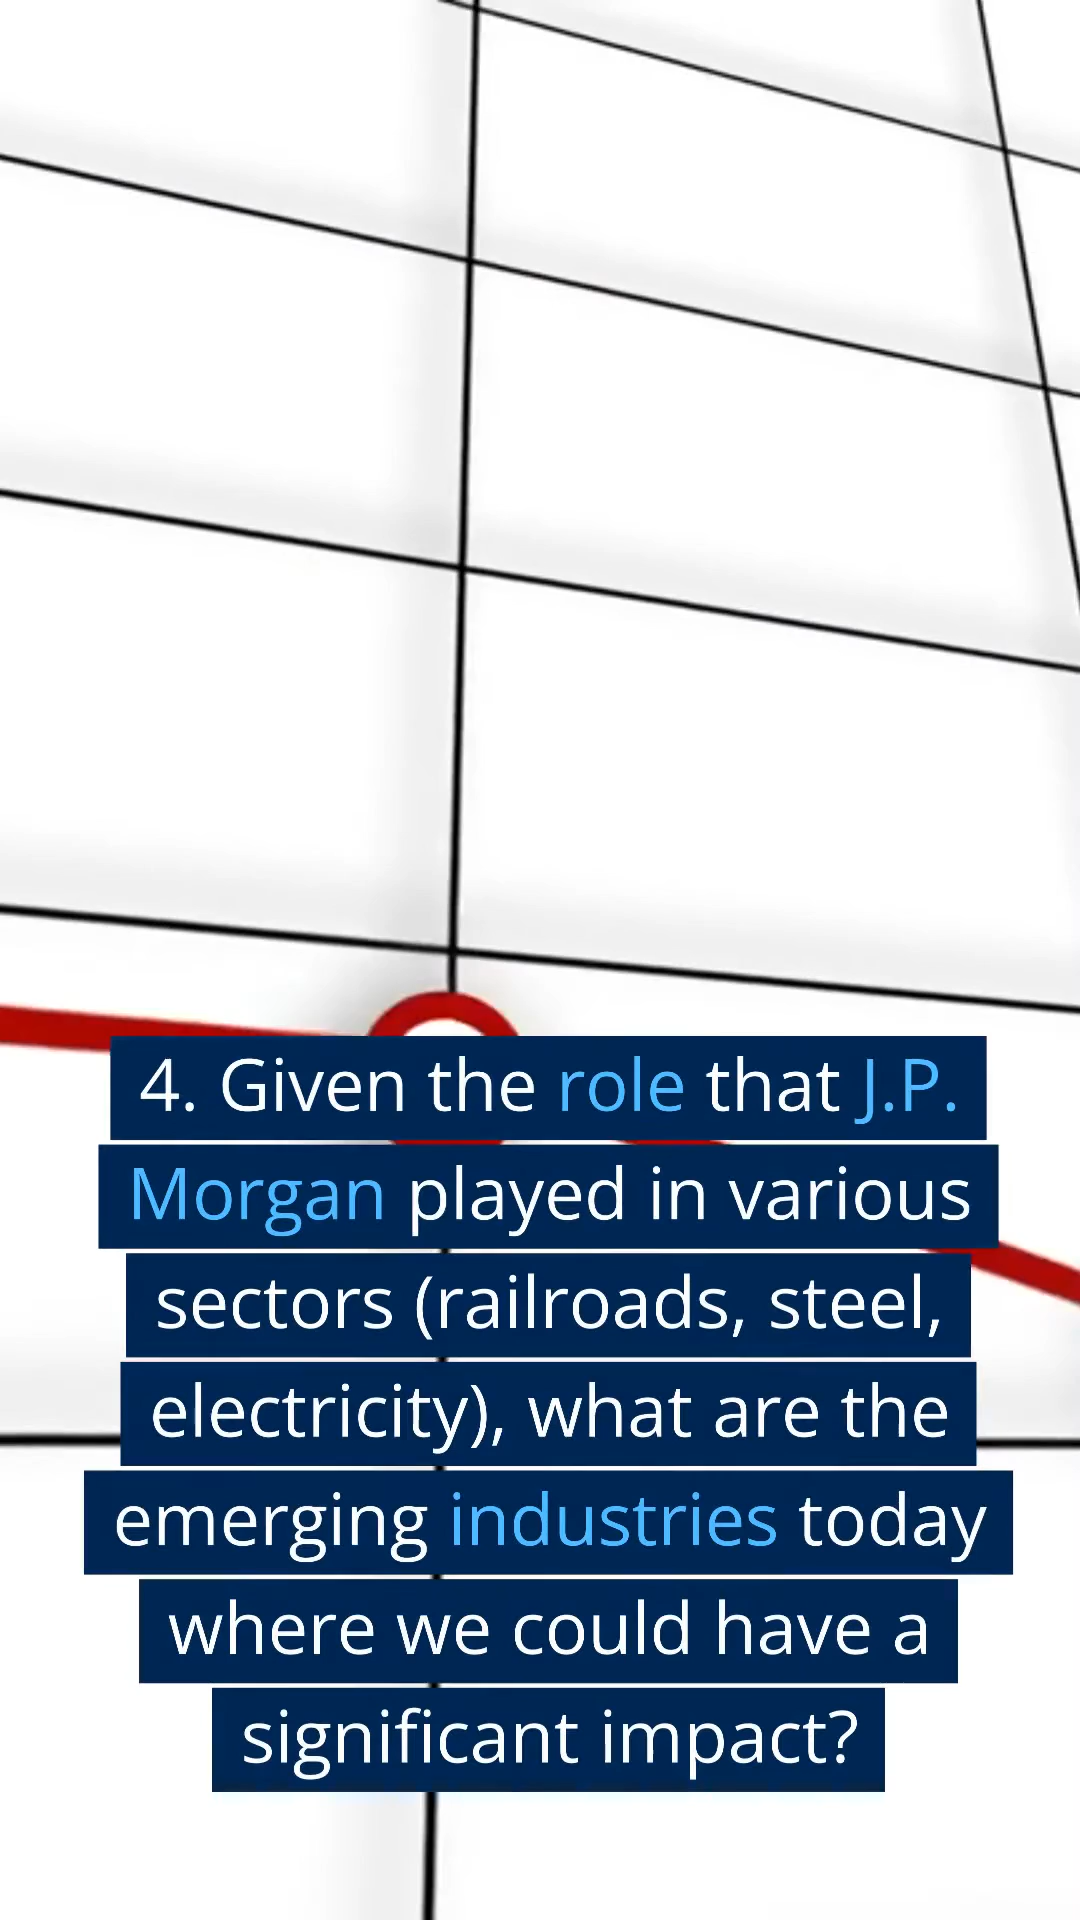 4. Given the role that J.P.
Morgan played in various
sectors (railroads, steel,
electricity), what are the
emerging industries today
where we could have a
significant impact?